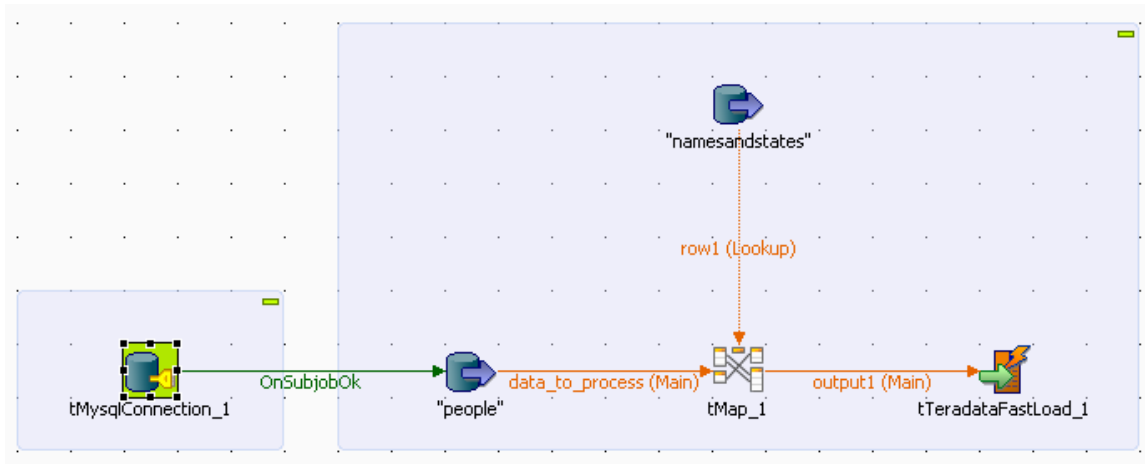 "namesandstates"
row1 (Lookup)
OnSubjobOk
data_to_process (Main)
output1 (Main)
tMysqlConnection_1
"people"
tMap_1
tTeradataFastLoad_1